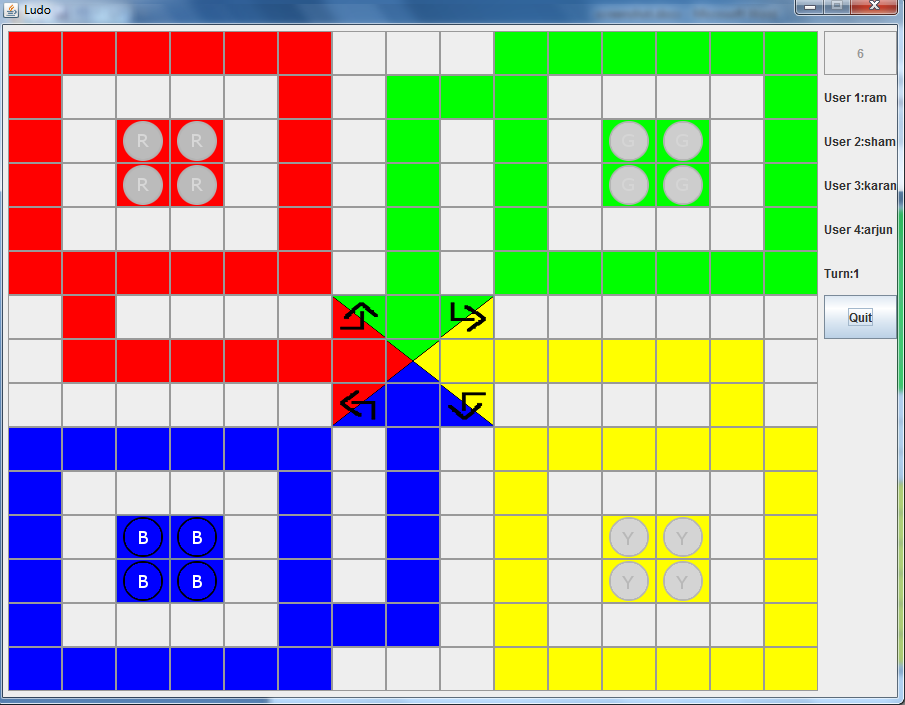 Ludo
6
User 1:ram
R R G G
User 2:sham
R R G G
User 3:karan
User 4:arjun
Turn:1
Quit
B B Y Y
B B Y Y